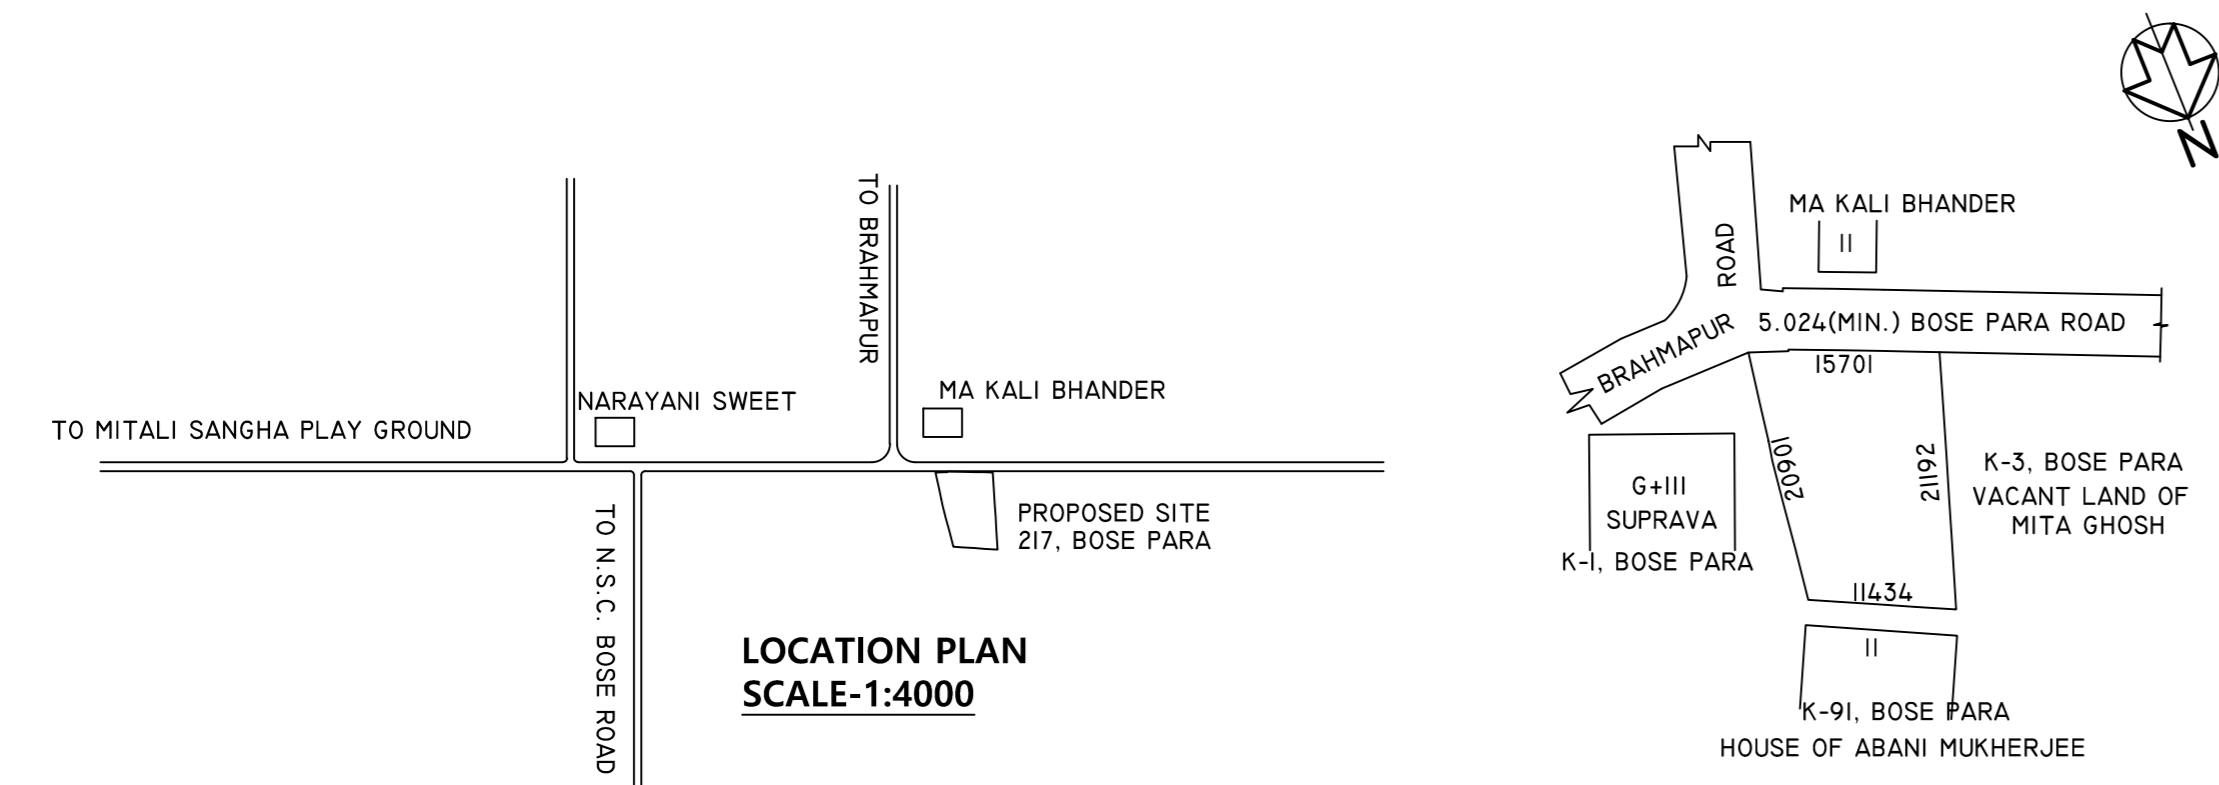 TO MITALI SANGHA PLAY GROUND
NARAYANI SWEET
TO BRAHMAPUR
MA KALI BHANDER
PROPOSED SITE
217, BOSE PARA
TO N.S.C. BOSE ROAD
LOCATION PLAN
SCALE-1:4000
N
MA KALI BHANDER
II
ROAD
BRAHMAPUR
5.024(MIN.) BOSE PARA ROAD
15701
20901
21192
11434
G+III
SUPRAVA
K-1, BOSE PARA
K-3, BOSE PARA
VACANT LAND OF
MITA GHOSH
II
K-91, BOSE PARA
HOUSE OF ABANI MUKHERJEE